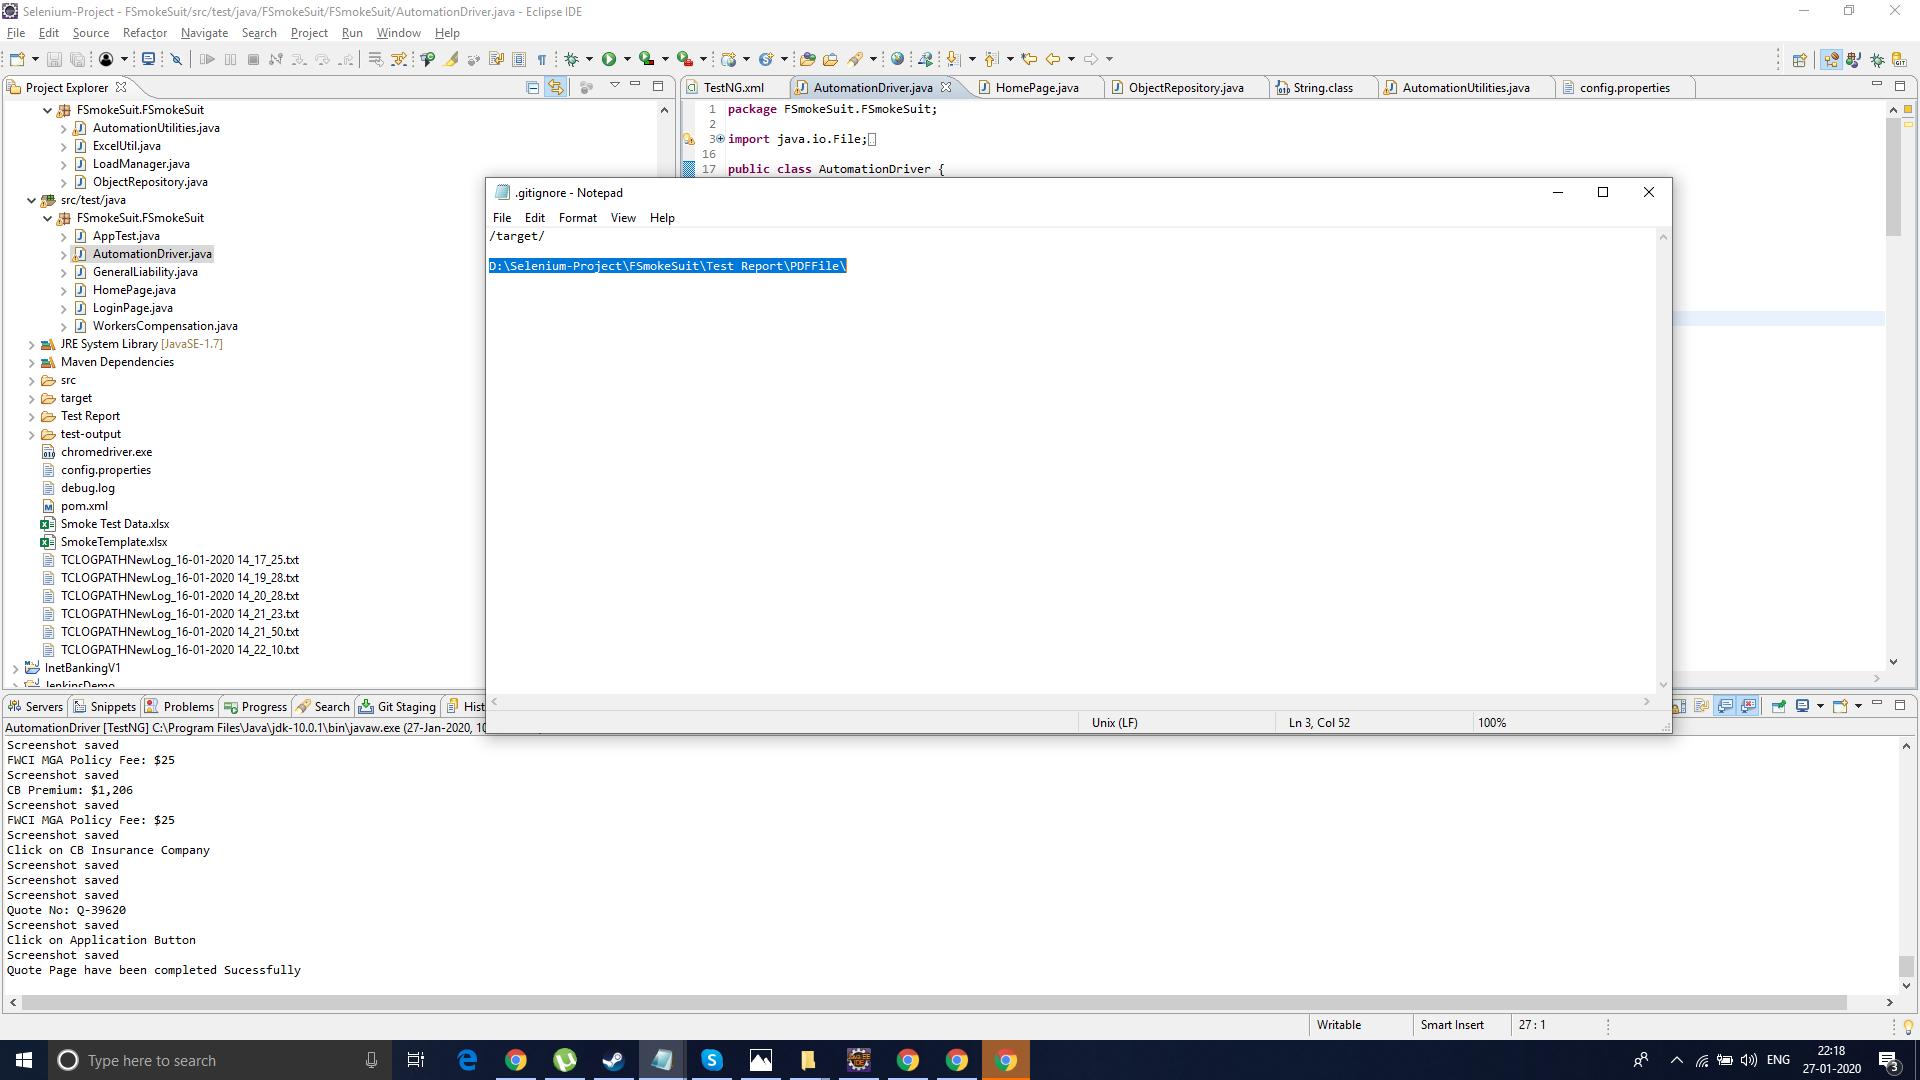 Selenium-Project - FSmokeSuit/src/test/java/FSmokeSuit/FSmokeSuit/AutomationDriver.java - Eclipse IDE
File Edit Source Refactor Navigate Search Project Run Window Help
Project Explorer
FSmokeSuit.FSmokeSuit
AutomationUtilities.java
ExcelUtil.java
LoadManager.java
ObjectRepository.java
src/test/java
FSmokeSuit.FSmokeSuit
AppTest.java
AutomationDriver.java
GeneralLiability.java
HomePage.java
LoginPage.java
WorkersCompensation.java
JRE System Library [JavaSE-1.7]
Maven Dependencies
src
target
Test Report
test-output
chromedriver.exe
config.properties
debug.log
pom.xml
Smoke Test Data.xlsx
SmokeTemplate.xlsx
TCLOGPATHNewLog_16-01-2020 14_17_25.txt
TCLOGPATHNewLog_16-01-2020 14_19_28.txt
TCLOGPATHNewLog_16-01-2020 14_20_28.txt
TCLOGPATHNewLog_16-01-2020 14_21_23.txt
TCLOGPATHNewLog_16-01-2020 14_21_50.txt
TCLOGPATHNewLog_16-01-2020 14_22_10.txt
InetBankingV1
JenkinsDemo
TestNG.xml AutomationDriver.java HomePage.java ObjectRepository.java String.class AutomationUtilities.java config.properties
1 package FSmokeSuit.FSmokeSuit;
2
3 import java.io.File;
16
17 public class AutomationDriver {
.gitignore - Notepad
File Edit Format View Help
/target/
D:\Selenium-Project\FSmokeSuit\Test Report\PDFFile\
Unix (LF) Ln 3, Col 52 100%
Servers Snippets Problems Progress Search Git Staging Hist
AutomationDriver [TestNG] C:\Program Files\Java\jdk-10.0.1\bin\javaw.exe (27-Jan-2020, 10
Screenshot saved
FWCI MGA Policy Fee: $25
Screenshot saved
CB Premium: $1,206
Screenshot saved
FWCI MGA Policy Fee: $25
Screenshot saved
Click on CB Insurance Company
Screenshot saved
Screenshot saved
Screenshot saved
Quote No: Q-39620
Screenshot saved
Click on Application Button
Screenshot saved
Quote Page have been completed Sucessfully
Writable Smart Insert 27 : 1
Type here to search
ENG
22:18
27-01-2020
3